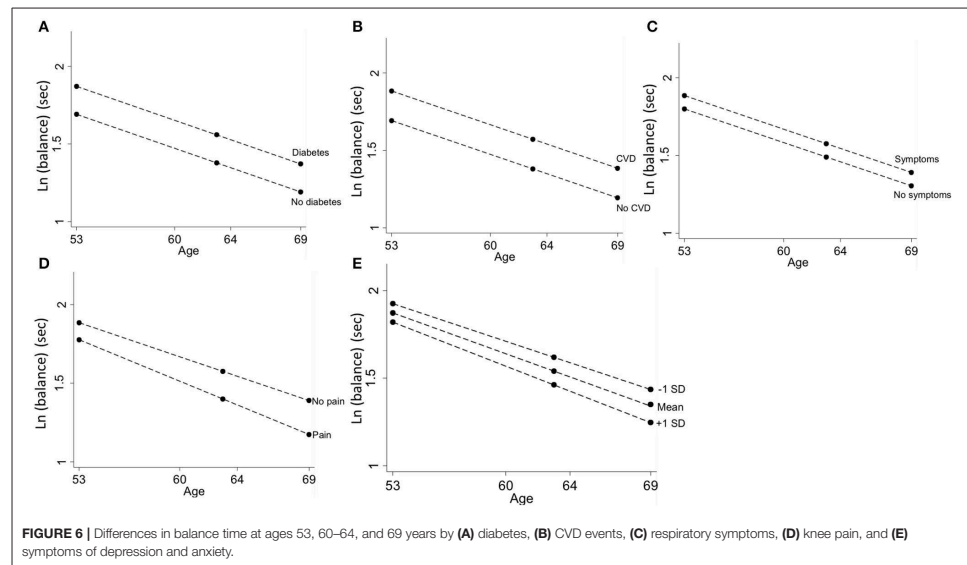 A
Ln (balance) (sec)
2
1.5
1
Diabetes
No diabetes
53
60
64
69
Age
B
Ln (balance) (sec)
2
1.5
1
CVD
No CVD
53
60
64
69
Age
C
Ln (balance) (sec)
2
1.5
1
Symptoms
No symptoms
53
60
64
69
Age
D
Ln (balance) (sec)
2
1.5
1
No pain
Pain
53
60
64
69
Age
E
Ln (balance) (sec)
2
1.5
1
-1 SD
Mean
+1 SD
53
60
64
69
Age
FIGURE 6 | Differences in balance time at ages 53, 60–64, and 69 years by (A) diabetes, (B) CVD events, (C) respiratory symptoms, (D) knee pain, and (E)
symptoms of depression and anxiety.